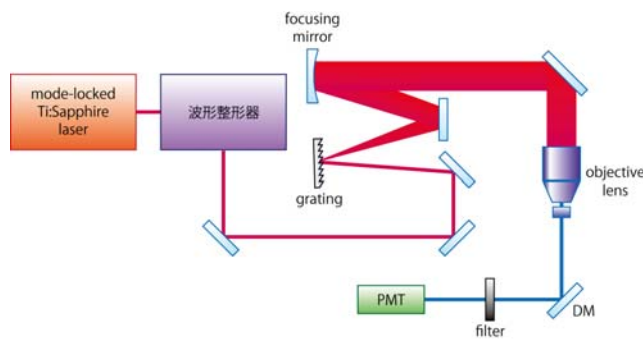 focusing
mirror
mode-locked
Ti:Sapphire
laser
波形整形器
grating
objective
lens
PMT
filter
DM